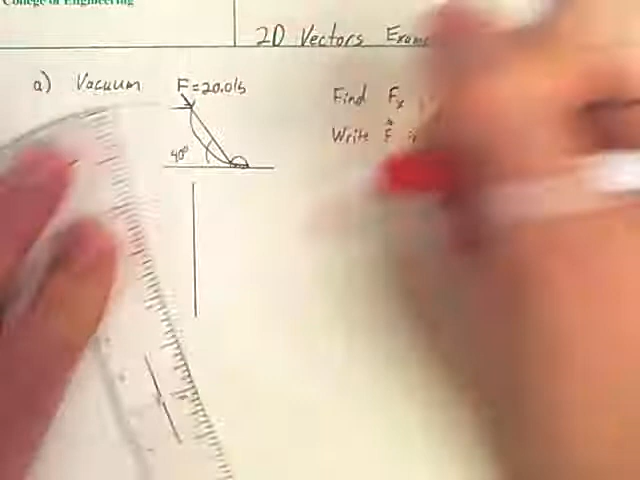 College of Engineering
2D Vectors
a) Vacuum F=20.0lb
Find Fx
Write F
40°